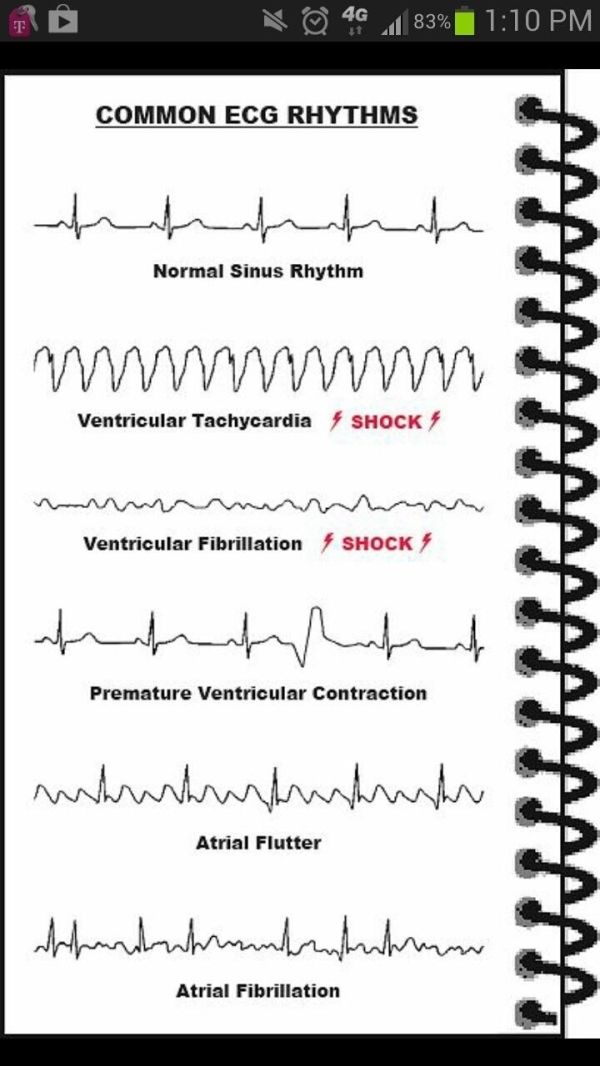 T 4G 83% 1:10 PM
COMMON ECG RHYTHMS
Normal Sinus Rhythm
Ventricular Tachycardia SHOCK
Ventricular Fibrillation SHOCK
Premature Ventricular Contraction
Atrial Flutter
Atrial Fibrillation